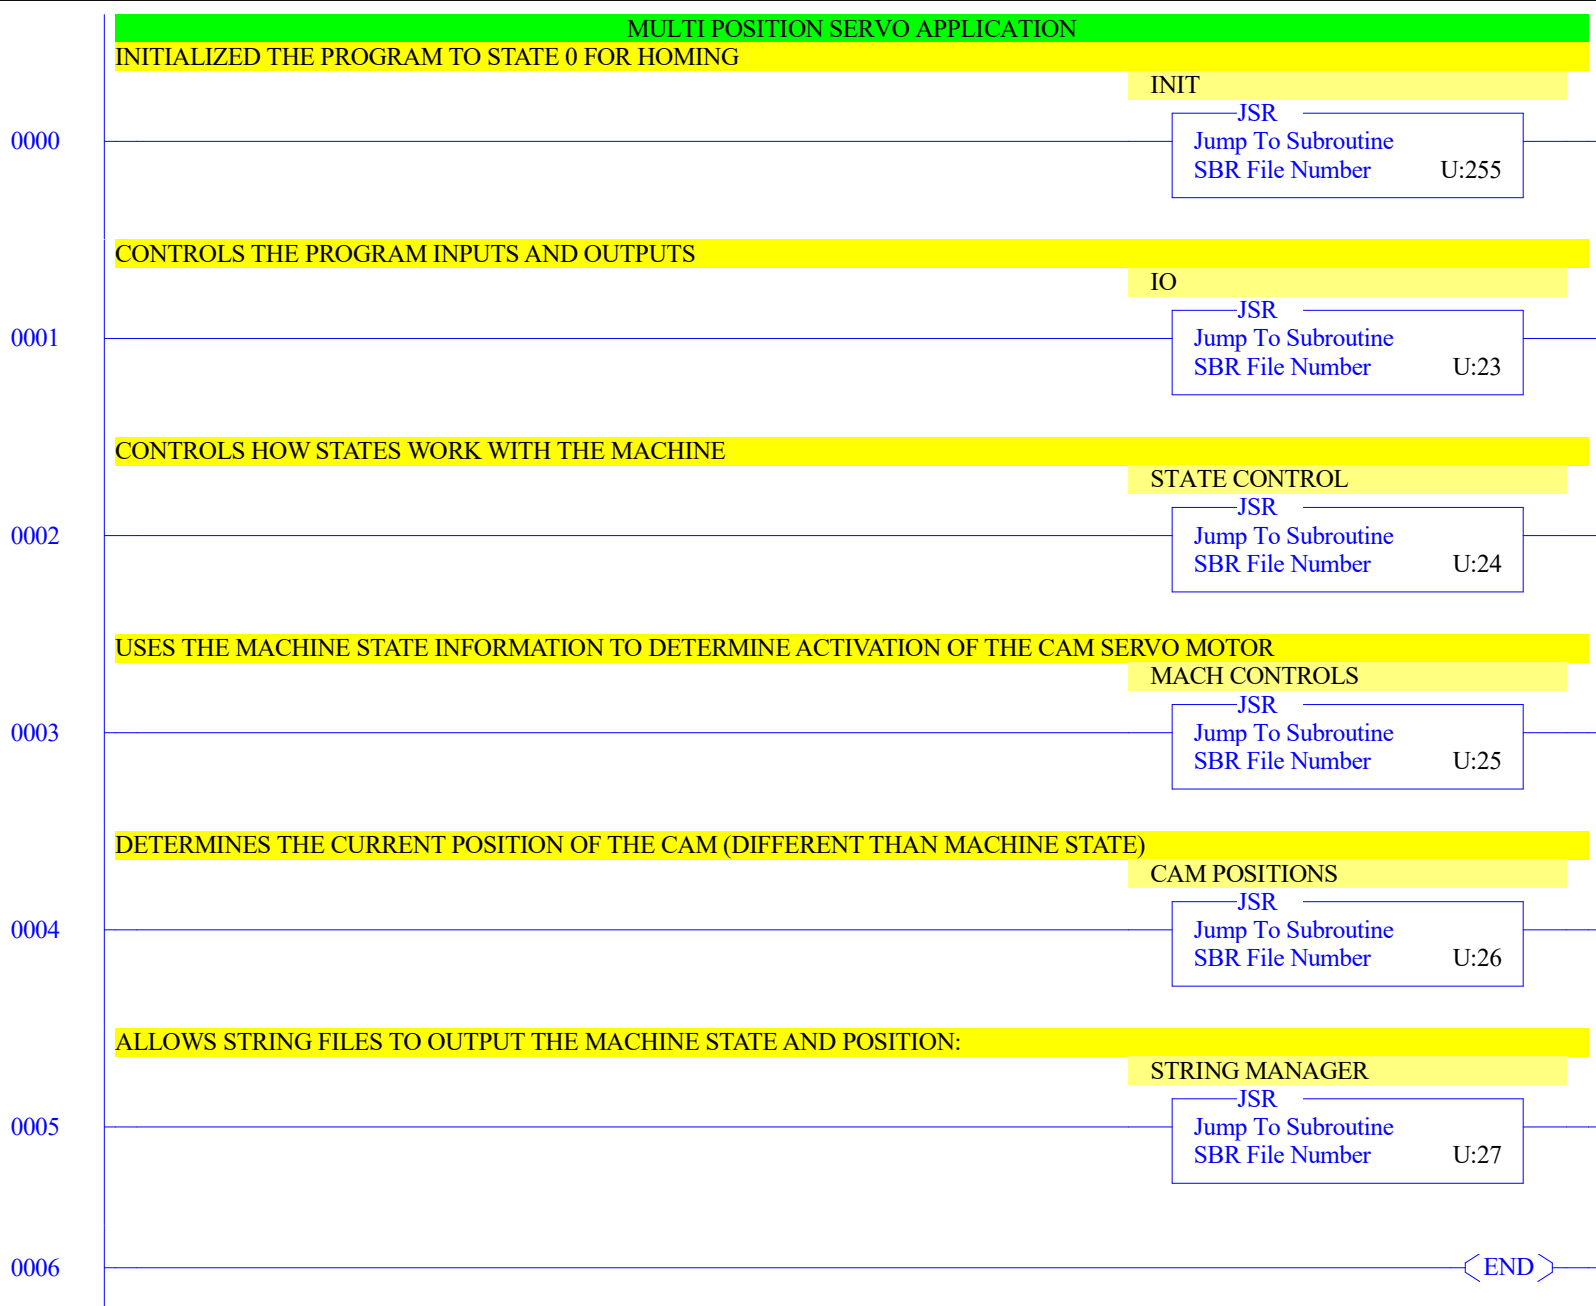 MULTI POSITION SERVO APPLICATION
INITIALIZED THE PROGRAM TO STATE 0 FOR HOMING
INIT
JSR
0000
Jump To Subroutine
SBR File Number U:255
CONTROLS THE PROGRAM INPUTS AND OUTPUTS
IO
JSR
0001
Jump To Subroutine
SBR File Number U:23
CONTROLS HOW STATES WORK WITH THE MACHINE
STATE CONTROL
JSR
0002
Jump To Subroutine
SBR File Number U:24
USES THE MACHINE STATE INFORMATION TO DETERMINE ACTIVATION OF THE CAM SERVO MOTOR
MACH CONTROLS
JSR
0003
Jump To Subroutine
SBR File Number U:25
DETERMINES THE CURRENT POSITION OF THE CAM (DIFFERENT THAN MACHINE STATE)
CAM POSITIONS
JSR
0004
Jump To Subroutine
SBR File Number U:26
ALLOWS STRING FILES TO OUTPUT THE MACHINE STATE AND POSITION:
STRING MANAGER
JSR
0005
Jump To Subroutine
SBR File Number U:27
0006
END